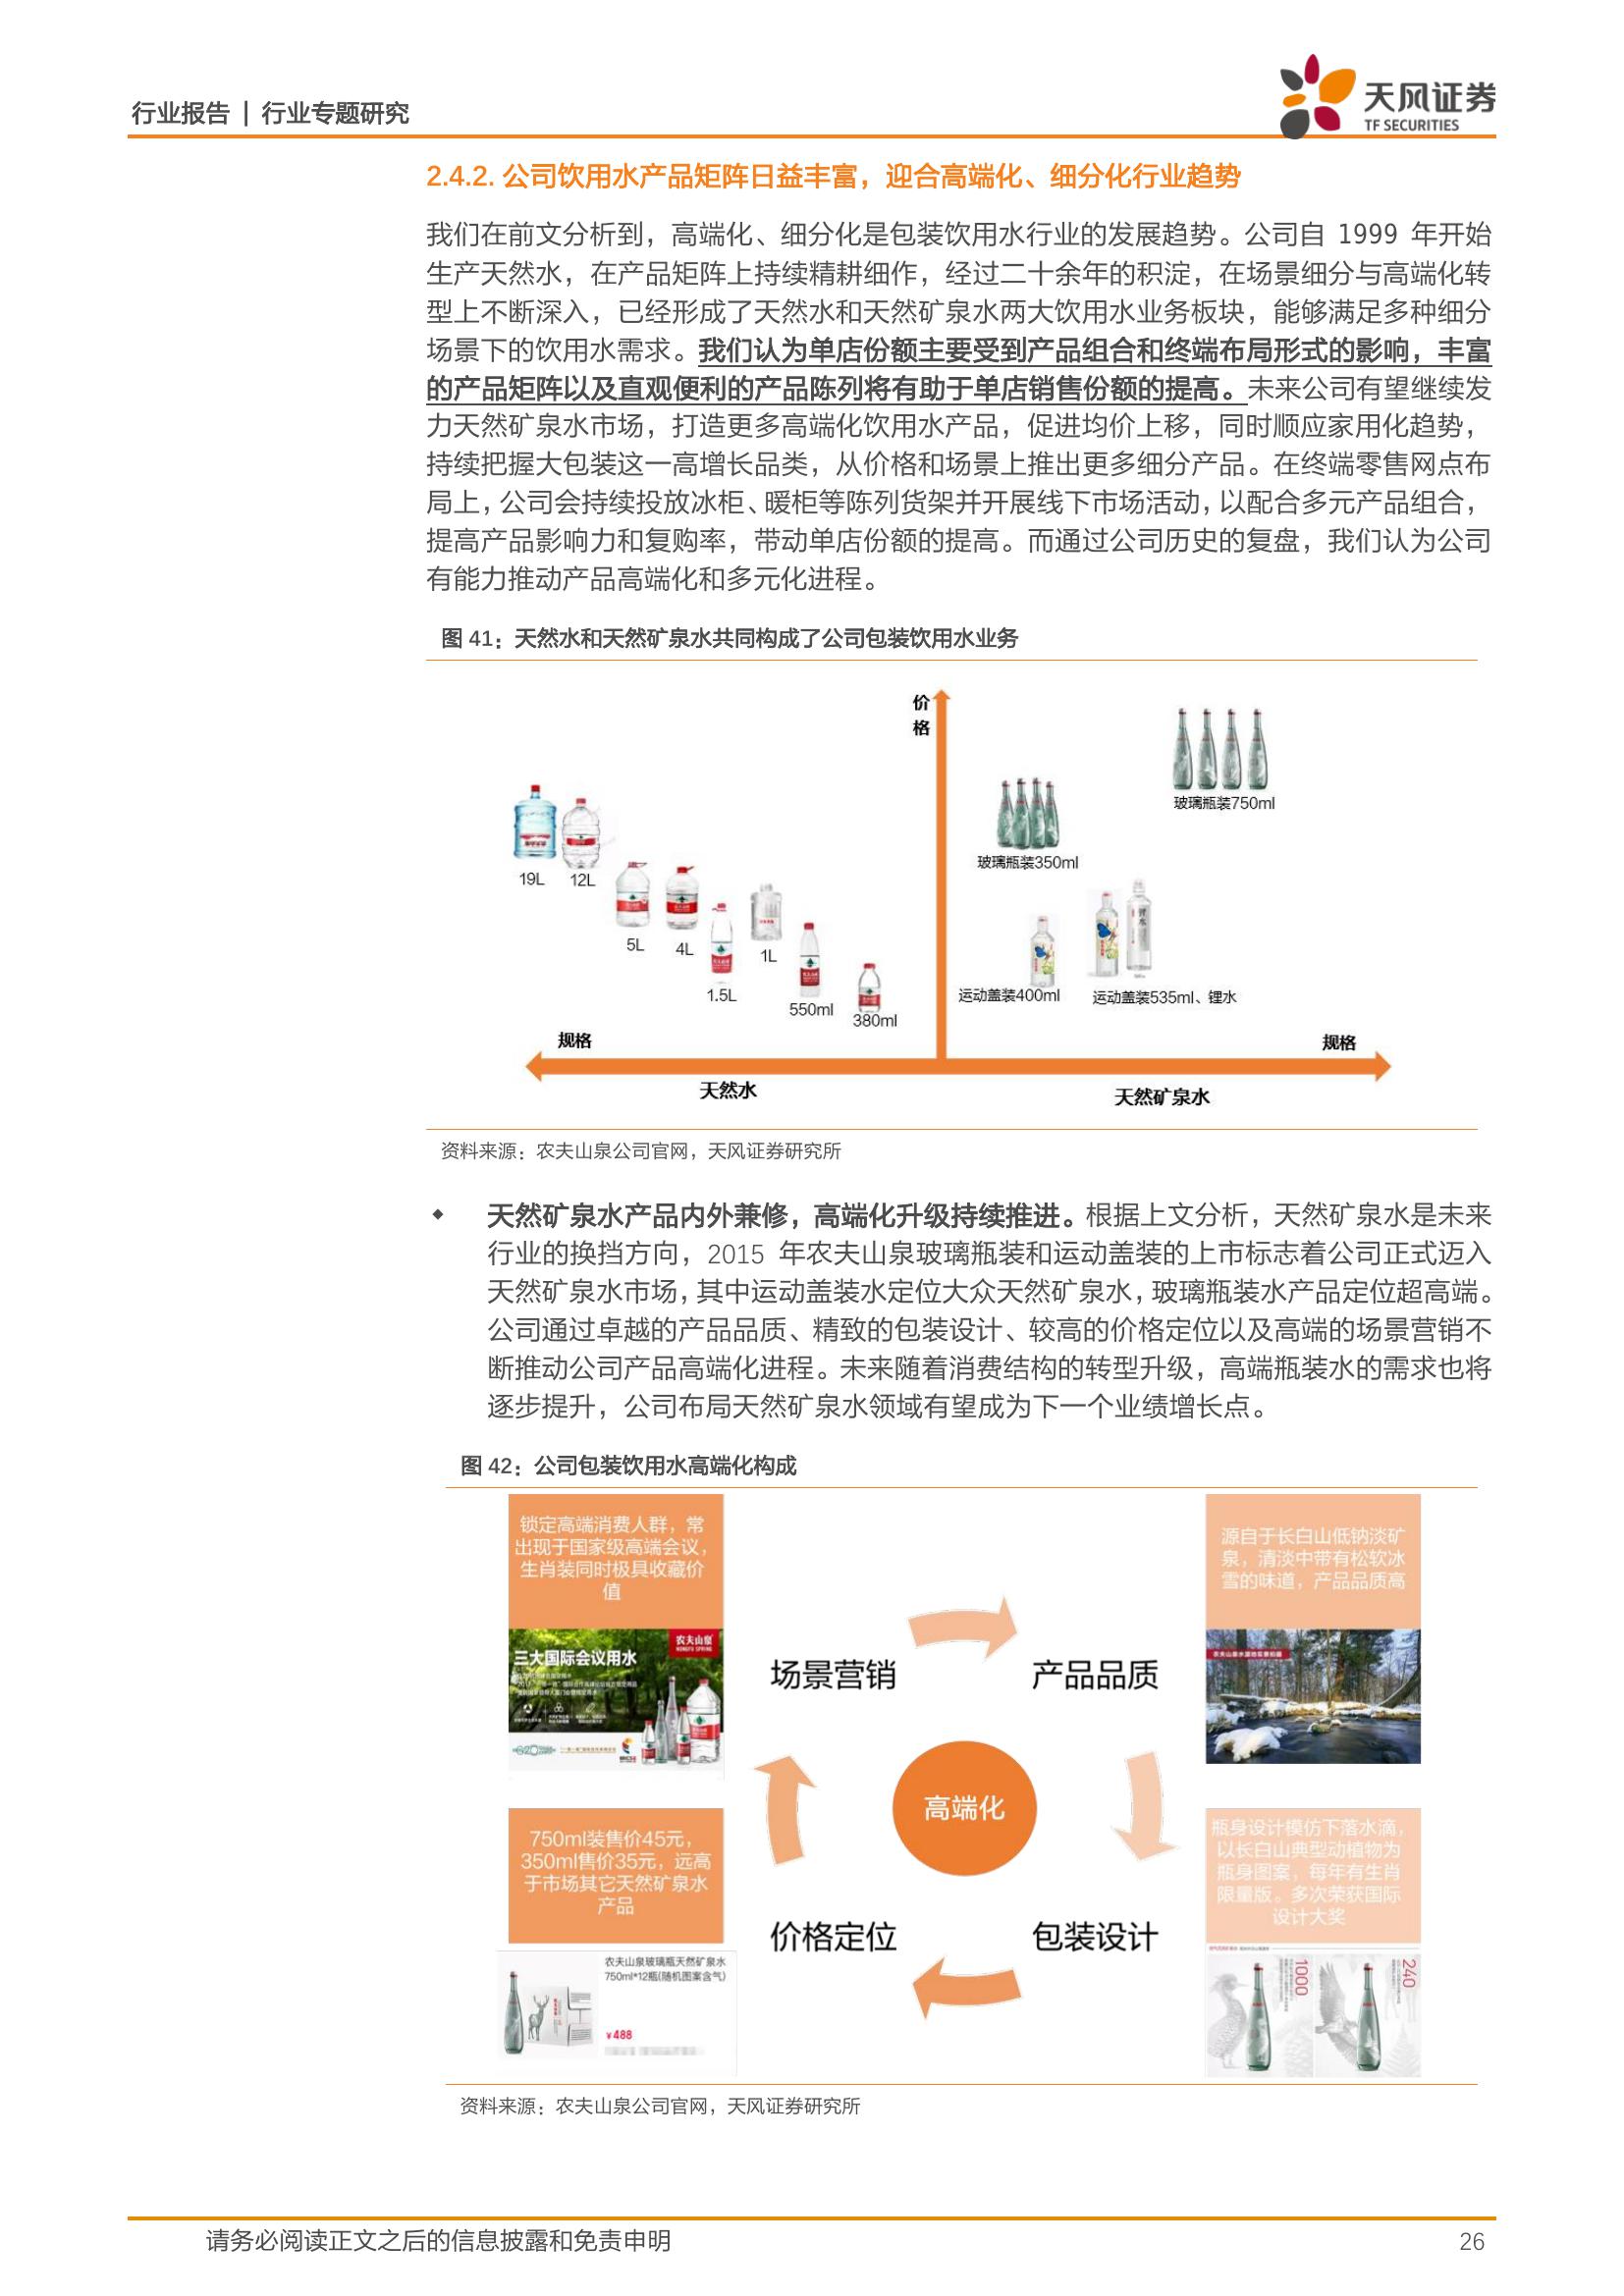 行业报告 | 行业专题研究
天风证券
TF SECURITIES
2.4.2. 公司饮用水产品矩阵日益丰富，迎合高端化、细分化行业趋势
我们在前文分析到，高端化、细分化是包装饮用水行业的发展趋势。公司自 1999 年开始
生产天然水，在产品矩阵上持续精耕细作，经过二十余年的积淀，在场景细分与高端化转
型上不断深入，已经形成了天然水和天然矿泉水两大饮用水业务板块，能够满足多种细分
场景下的饮用水需求。我们认为单店份额主要受到产品组合和终端布局形式的影响，丰富
的产品矩阵以及直观便利的产品陈列将有助于单店销售份额的提高。未来公司有望继续发
力天然矿泉水市场，打造更多高端化饮用水产品，促进均价上移，同时顺应家用化趋势，
持续把握大包装这一高增长品类，从价格和场景上推出更多细分产品。在终端零售网点布
局上，公司会持续投放冰柜、暖柜等陈列货架并开展线下市场活动，以配合多元产品组合，
提高产品影响力和复购率，带动单店份额的提高。而通过公司历史的复盘，我们认为公司
有能力推动产品高端化和多元化进程。
图 41：天然水和天然矿泉水共同构成了公司包装饮用水业务
价
格
玻璃瓶装750ml
玻璃瓶装350ml
19L
12L
5L
4L
1L
1.5L
550ml
380ml
运动盖装400ml
运动盖装535ml、锂水
规格
规格
天然水
天然矿泉水
资料来源：农夫山泉公司官网，天风证券研究所
◆ 天然矿泉水产品内外兼修，高端化升级持续推进。根据上文分析，天然矿泉水是未来
行业的换挡方向，2015 年农夫山泉玻璃瓶装和运动盖装的上市标志着公司正式迈入
天然矿泉水市场，其中运动盖装水定位大众天然矿泉水，玻璃瓶装水产品定位超高端。
公司通过卓越的产品品质、精致的包装设计、较高的价格定位以及高端的场景营销不
断推动公司产品高端化进程。未来随着消费结构的转型升级，高端瓶装水的需求也将
逐步提升，公司布局天然矿泉水领域有望成为下一个业绩增长点。
图 42：公司包装饮用水高端化构成
锁定高端消费人群，常
出现于国家级高端会议，
生肖装同时极具收藏价
值
农夫山泉
三大国际会议用水
源自于长白山低钠淡矿
泉，清淡中带有松软冰
雪的味道，产品品质高
场景营销
产品品质
高端化
价格定位
包装设计
750ml装售价45元，
350ml售价35元，远高
于市场其它天然矿泉水
产品
农夫山泉玻璃瓶天然矿泉水
750ml*12瓶(随机图案含气)
¥488
瓶身设计模仿下落水滴，
以长白山典型动植物为
瓶身图案，每年有生肖
限量版。多次荣获国际
设计大奖
1000
240
资料来源：农夫山泉公司官网，天风证券研究所
请务必阅读正文之后的信息披露和免责申明
26